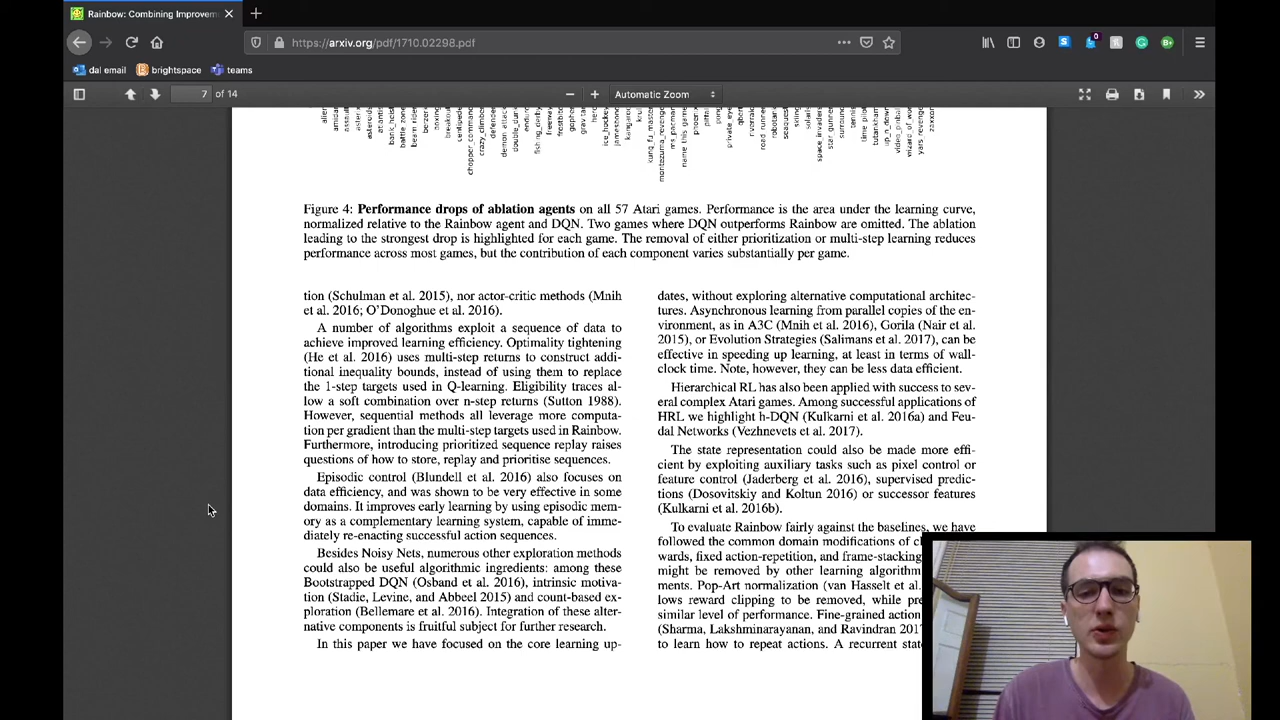 Rainbow: Combining Improvem
https://arxiv.org/pdf/1710.02298.pdf
dal email
brightspace
teams
7 of 14
Automatic Zoom
Figure 4: Performance drops of ablation agents on all 57 Atari games. Performance is the area under the learning curve,
normalized relative to the Rainbow agent and DQN. Two games where DQN outperforms Rainbow are omitted. The ablation
leading to the strongest drop is highlighted for each game. The removal of either prioritization or multi-step learning reduces
performance across most games, but the contribution of each component varies substantially per game.
tion (Schulman et al. 2015), nor actor-critic methods (Mnih
et al. 2016; O'Donoghue et al. 2016).
A number of algorithms exploit a sequence of data to
achieve improved learning efficiency. Optimality tightening
(He et al. 2016) uses multi-step returns to construct addi-
tional inequality bounds, instead of using them to replace
the 1-step targets used in Q-learning. Eligibility traces al-
low a soft combination over n-step returns (Sutton 1988).
However, sequential methods all leverage more computa-
tion per gradient than the multi-step targets used in Rainbow.
Furthermore, introducing prioritized sequence replay raises
questions of how to store, replay and prioritise sequences.
Episodic control (Blundell et al. 2016) also focuses on
data efficiency, and was shown to be very effective in some
domains. It improves early learning by using episodic mem-
ory as a complementary learning system, capable of imme-
diately re-enacting successful action sequences.
Besides Noisy Nets, numerous other exploration methods
could also be useful algorithmic ingredients: among these
Bootstrapped DQN (Osband et al. 2016), intrinsic motiva-
tion (Stadie, Levine, and Abbeel 2015) and count-based ex-
ploration (Bellemare et al. 2016). Integration of these alter-
native components is fruitful subject for further research.
In this paper we have focused on the core learning up-
dates, without exploring alternative computational architec-
tures. Asynchronous learning from parallel copies of the en-
vironment, as in A3C (Mnih et al. 2016), Gorila (Nair et al.
2015), or Evolution Strategies (Salimans et al. 2017), can be
effective in speeding up learning, at least in terms of wall-
clock time. Note, however, they can be less data efficient.
Hierarchical RL has also been applied with success to sev-
eral complex Atari games. Among successful applications of
HRL we highlight h-DQN (Kulkarni et al. 2016a) and Feu-
dal Networks (Vezhnevets et al. 2017).
The state representation could also be made more effi-
cient by exploiting auxiliary tasks such as pixel control or
feature control (Jaderberg et al. 2016), supervised predic-
tions (Dosovitskiy and Koltun 2016) or successor features
(Kulkarni et al. 2016b).
To evaluate Rainbow fairly against the baselines, we have
followed the common domain modifications of cl
wards, fixed action-repetition, and frame-stacking
might be removed by other learning algorithm
ments. Pop-Art normalization (van Hasselt et al.
lows reward clipping to be removed, while pre
similar level of performance. Fine-grained action
(Sharma, Lakshminarayanan, and Ravindran 2017
to learn how to repeat actions. A recurrent stat